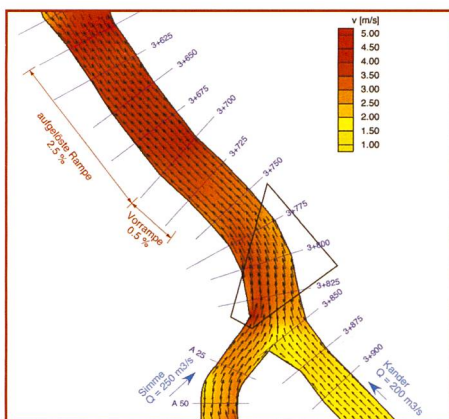 v [m/s]
5.00
4.50
4.00
3.50
3.00
2.50
2.00
1.50
1.00
3+625
3+650
3+675
3+700
3+725
3+750
3+775
3+800
3+825
3+850
3+875
3+900
aufgelöste Rampe
2.5 %
Vorrampe
0.5 %
A 25
A 50
Simme
Q = 250 m3/s
Kander
Q = 200 m3/s